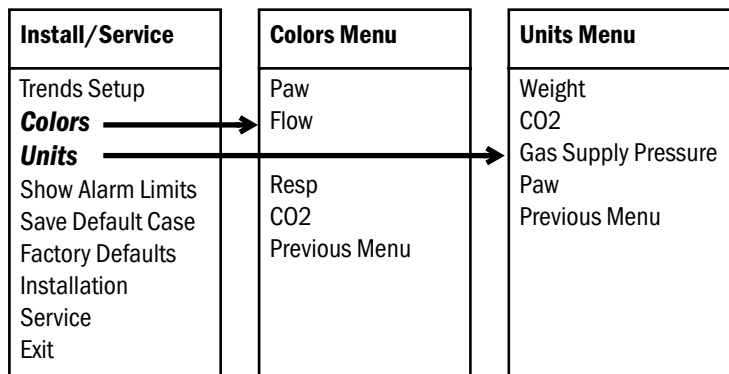 Install/Service
Trends Setup
Colors
Units
Show Alarm Limits
Save Default Case
Factory Defaults
Installation
Service
Exit
Colors Menu
Paw
Flow
Resp
CO2
Previous Menu
Units Menu
Weight
CO2
Gas Supply Pressure
Paw
Previous Menu